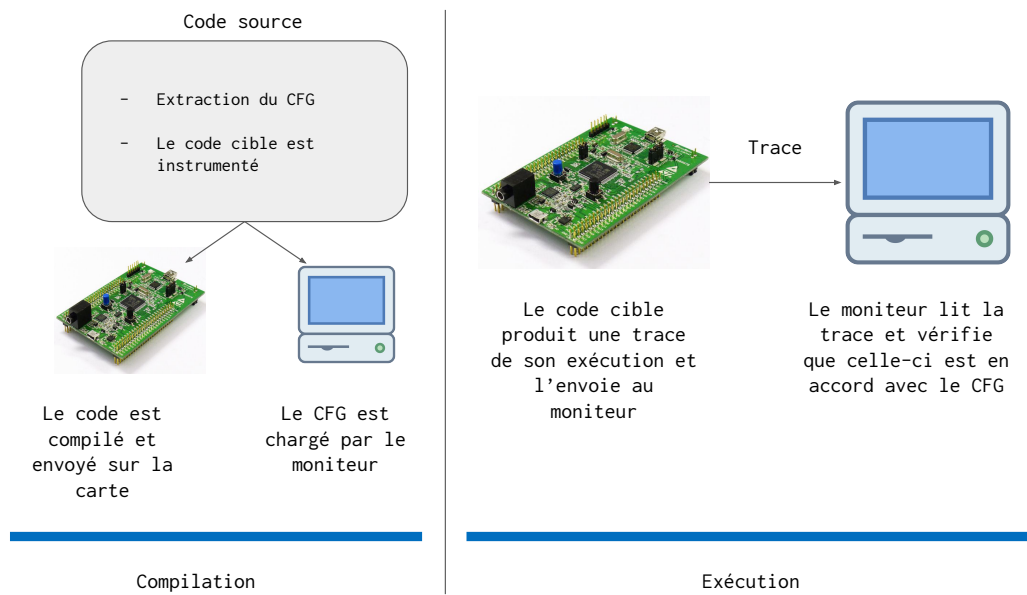 Code source
- Extraction du CFG
- Le code cible est
instrumenté
Le code est
compilé et
envoyé sur la
carte
Le CFG est
chargé par le
moniteur
Compilation
Trace
Le code cible
produit une trace
de son exécution et
l’envoie au
moniteur
Le moniteur lit la
trace et vérifie
que celle-ci est en
accord avec le CFG
Exécution